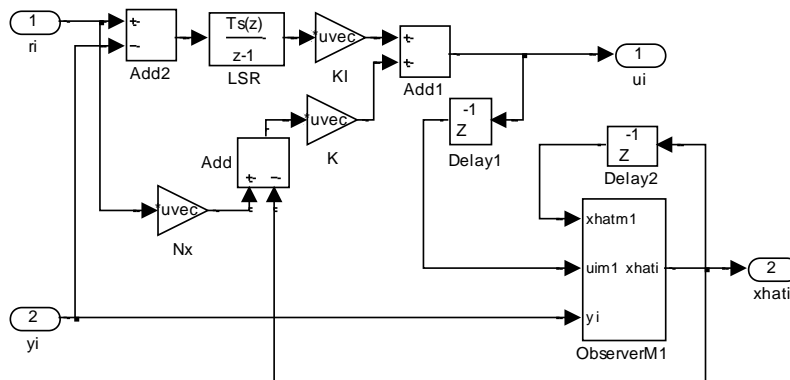 1
ri
+
−
Add2
Ts(z)
z-1
LSR
*uvec
KI
+
+
Add1
1
ui
*uvec
K
Add
+ −
-1
Z
Delay1
-1
Z
Delay2
*uvec
Nx
xhatm1
uim1 xhati
yi
ObserverM1
2
xhati
2
yi